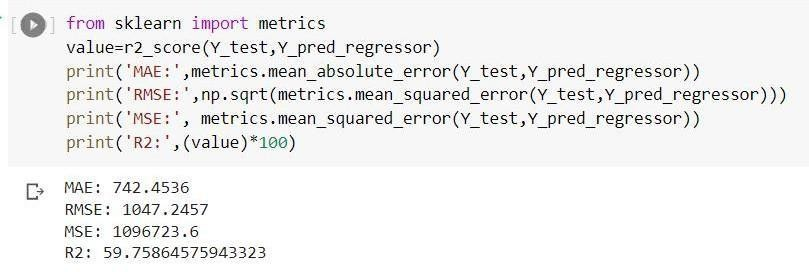 from sklearn import metrics
value=r2_score(Y_test,Y_pred_regressor)
print('MAE:',metrics.mean_absolute_error(Y_test,Y_pred_regressor))
print('RMSE:',np.sqrt(metrics.mean_squared_error(Y_test,Y_pred_regressor)))
print('MSE:', metrics.mean_squared_error(Y_test,Y_pred_regressor))
print('R2:',(value)*100)
MAE: 742.4536
RMSE: 1047.2457
MSE: 1096723.6
R2: 59.75864575943323